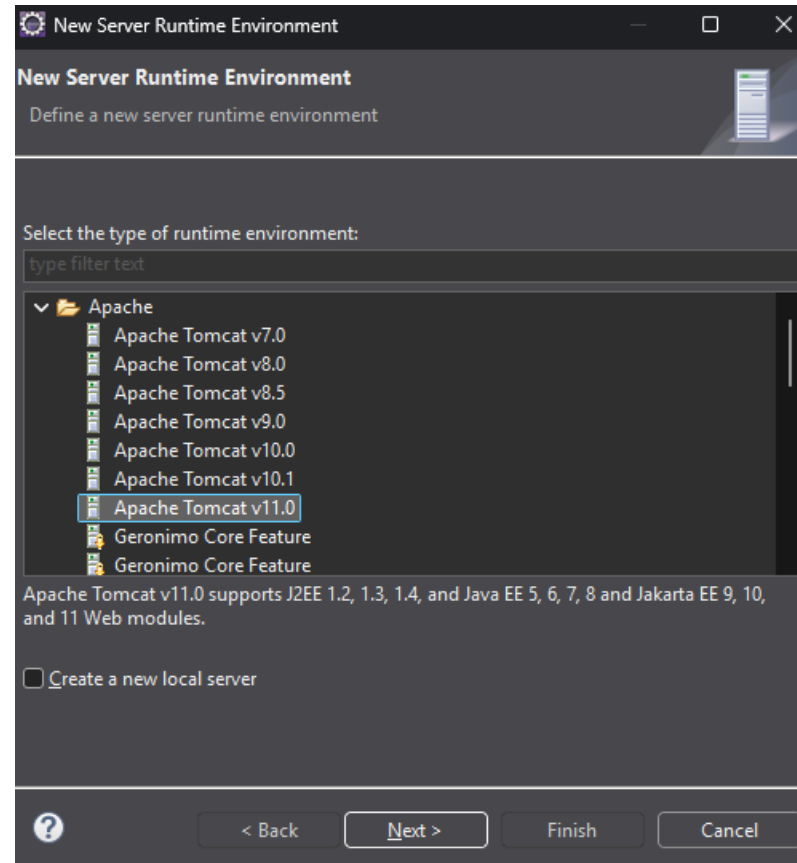 New Server Runtime Environment
New Server Runtime Environment
Define a new server runtime environment
Select the type of runtime environment:
type filter text
Apache
Apache Tomcat v7.0
Apache Tomcat v8.0
Apache Tomcat v8.5
Apache Tomcat v9.0
Apache Tomcat v10.0
Apache Tomcat v10.1
Apache Tomcat v11.0
Geronimo Core Feature
Geronimo Core Feature
Apache Tomcat v11.0 supports J2EE 1.2, 1.3, 1.4, and Java EE 5, 6, 7, 8 and Jakarta EE 9, 10,
and 11 Web modules.
Create a new local server
? < Back Next > Finish Cancel